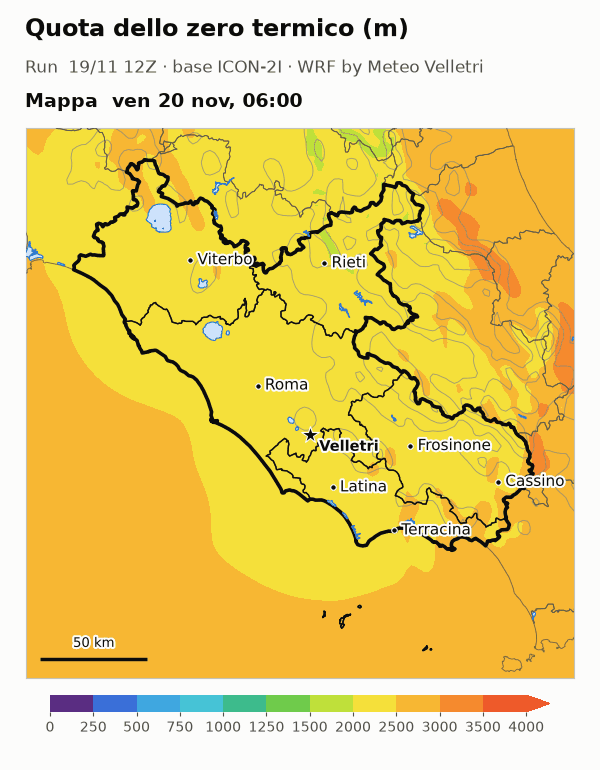 Quota dello zero termico (m)
Run  19/11 12Z · base ICON-2I · WRF by Meteo Velletri
Mappa  ven 20 nov, 06:00
Viterbo
Rieti
Roma
Velletri
Frosinone
Latina
Cassino
Terracina
50 km
0 250 500 750 1000 1250 1500 2000 2500 3000 3500 4000